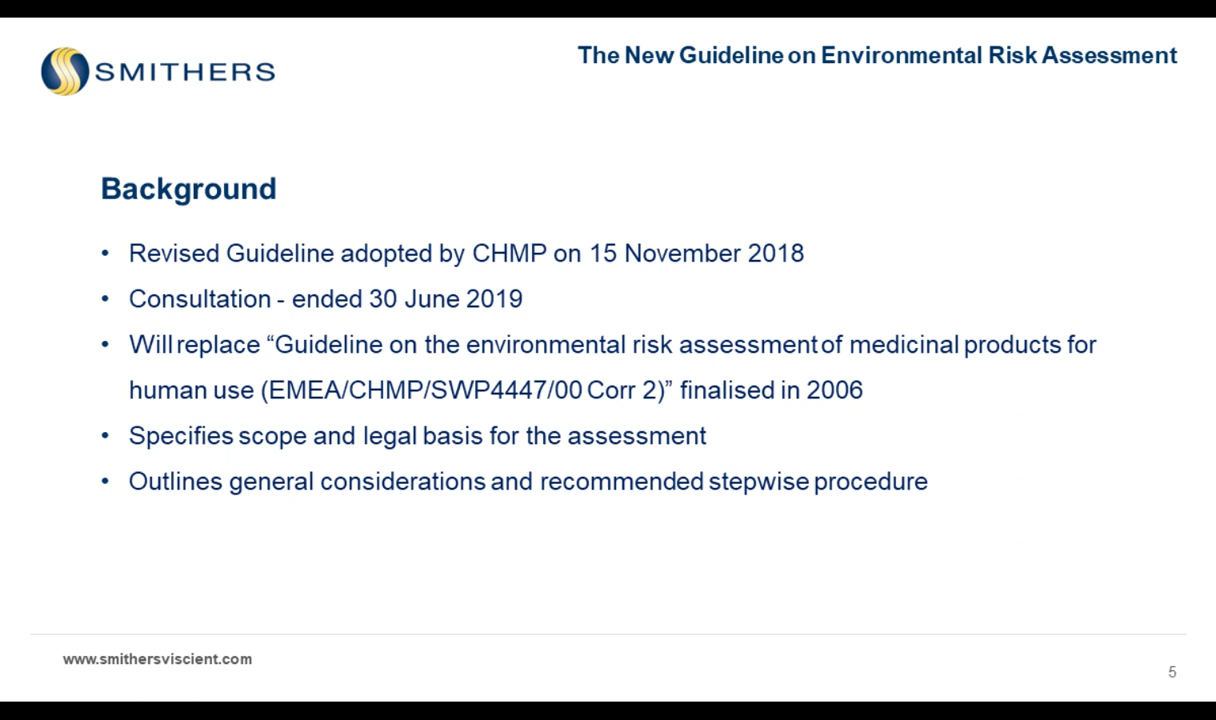 SMITHERS
The New Guideline on Environmental Risk Assessment
Background
• Revised Guideline adopted by CHMP on 15 November 2018
• Consultation - ended 30 June 2019
• Will replace “Guideline on the environmental risk assessment of medicinal products for
human use (EMEA/CHMP/SWP4447/00 Corr 2)” finalised in 2006
• Specifies scope and legal basis for the assessment
• Outlines general considerations and recommended stepwise procedure
www.smithersviscient.com
5